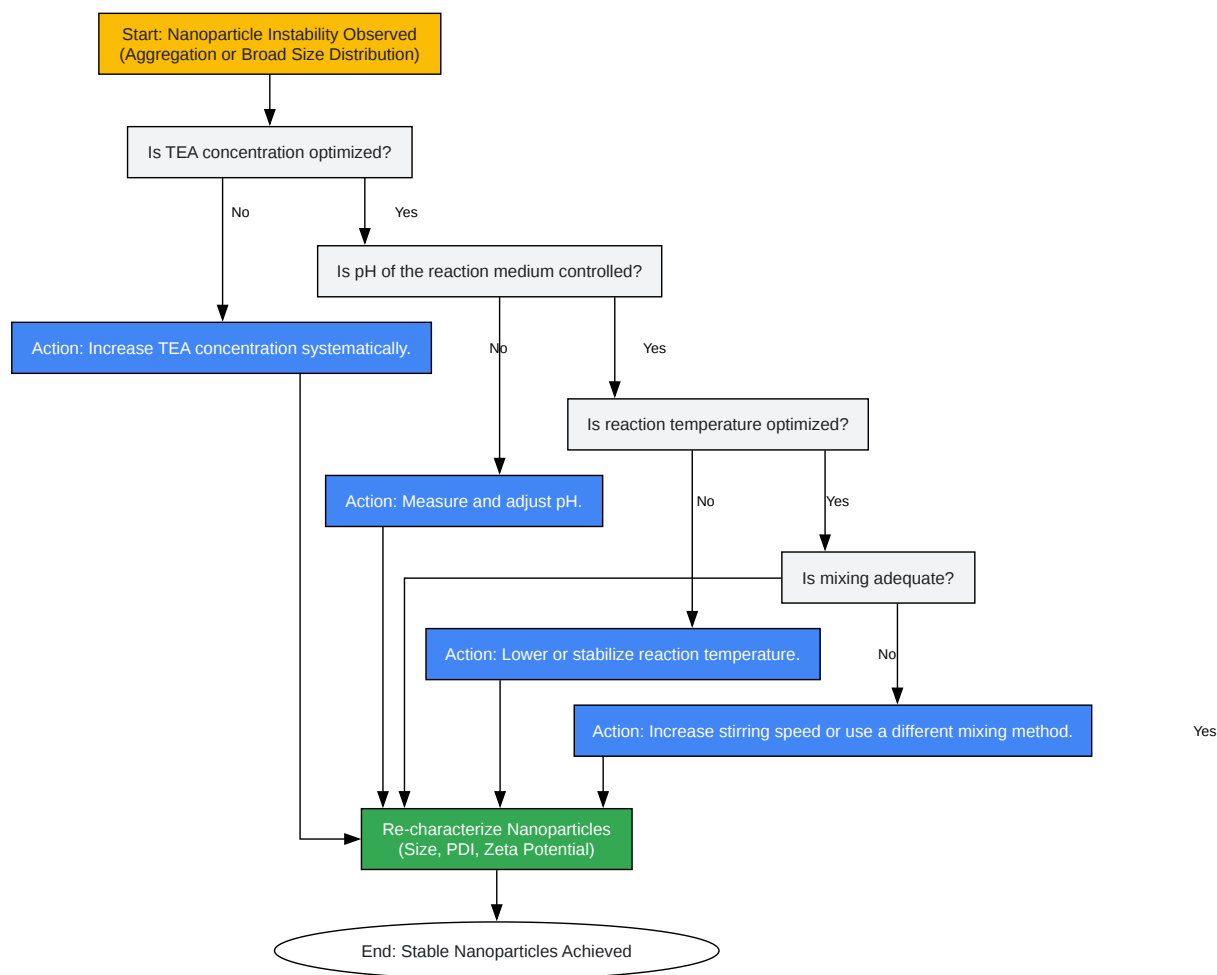 Start: Nanoparticle Instability Observed
(Aggregation or Broad Size Distribution)
Is TEA concentration optimized?
No
Yes
Is pH of the reaction medium controlled?
Action: Increase TEA concentration systematically.
No
Yes
Is reaction temperature optimized?
Action: Measure and adjust pH.
No
Yes
Is mixing adequate?
Action: Lower or stabilize reaction temperature.
No
Action: Increase stirring speed or use a different mixing method.
Yes
Re-characterize Nanoparticles
(Size, PDI, Zeta Potential)
End: Stable Nanoparticles Achieved